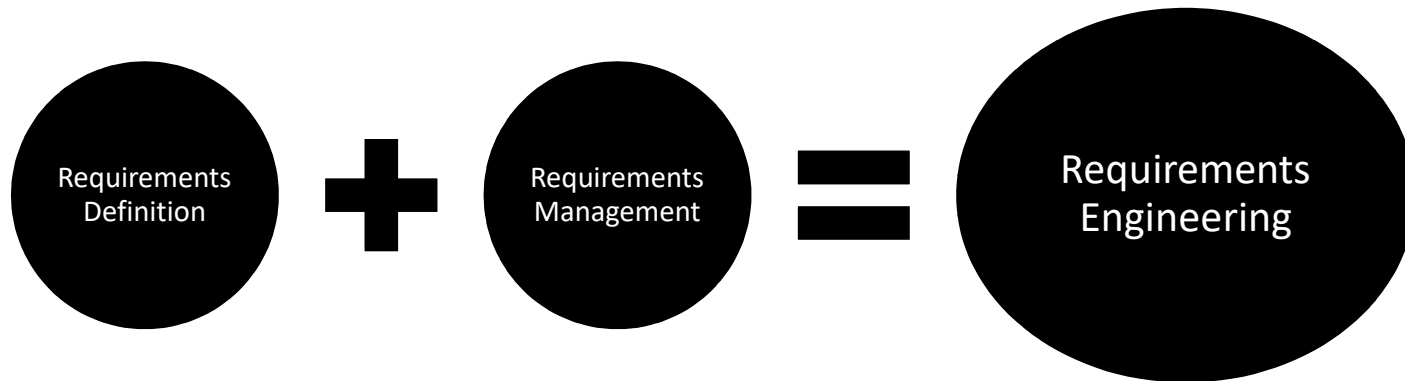 Requirements
Definition
Requirements
Management
Requirements
Engineering